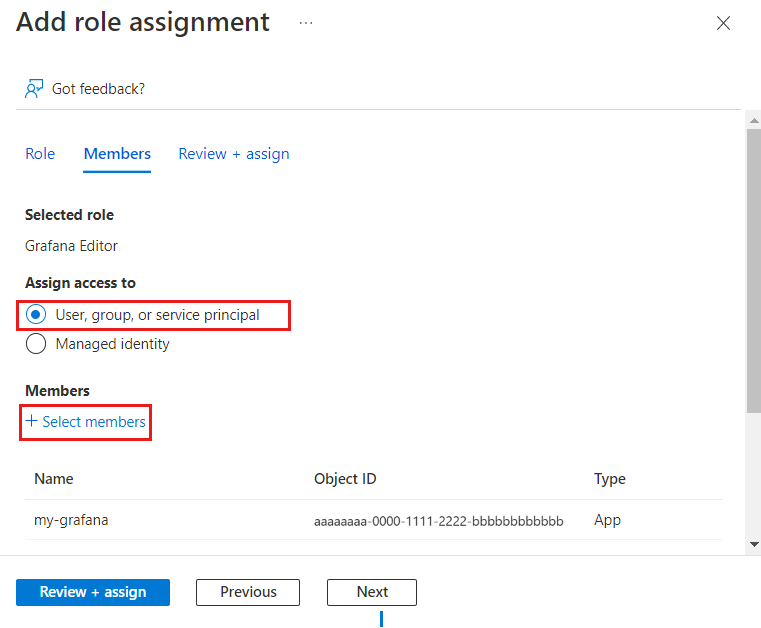 Add role assignment ...
Got feedback?
Role Members Review + assign
Selected role
Grafana Editor
Assign access to
User, group, or service principal
Managed identity
Members
+ Select members
Name Object ID Type
my-grafana aaaaaaaa-0000-1111-2222-bbbbbbbbbbbb App
Review + assign Previous Next